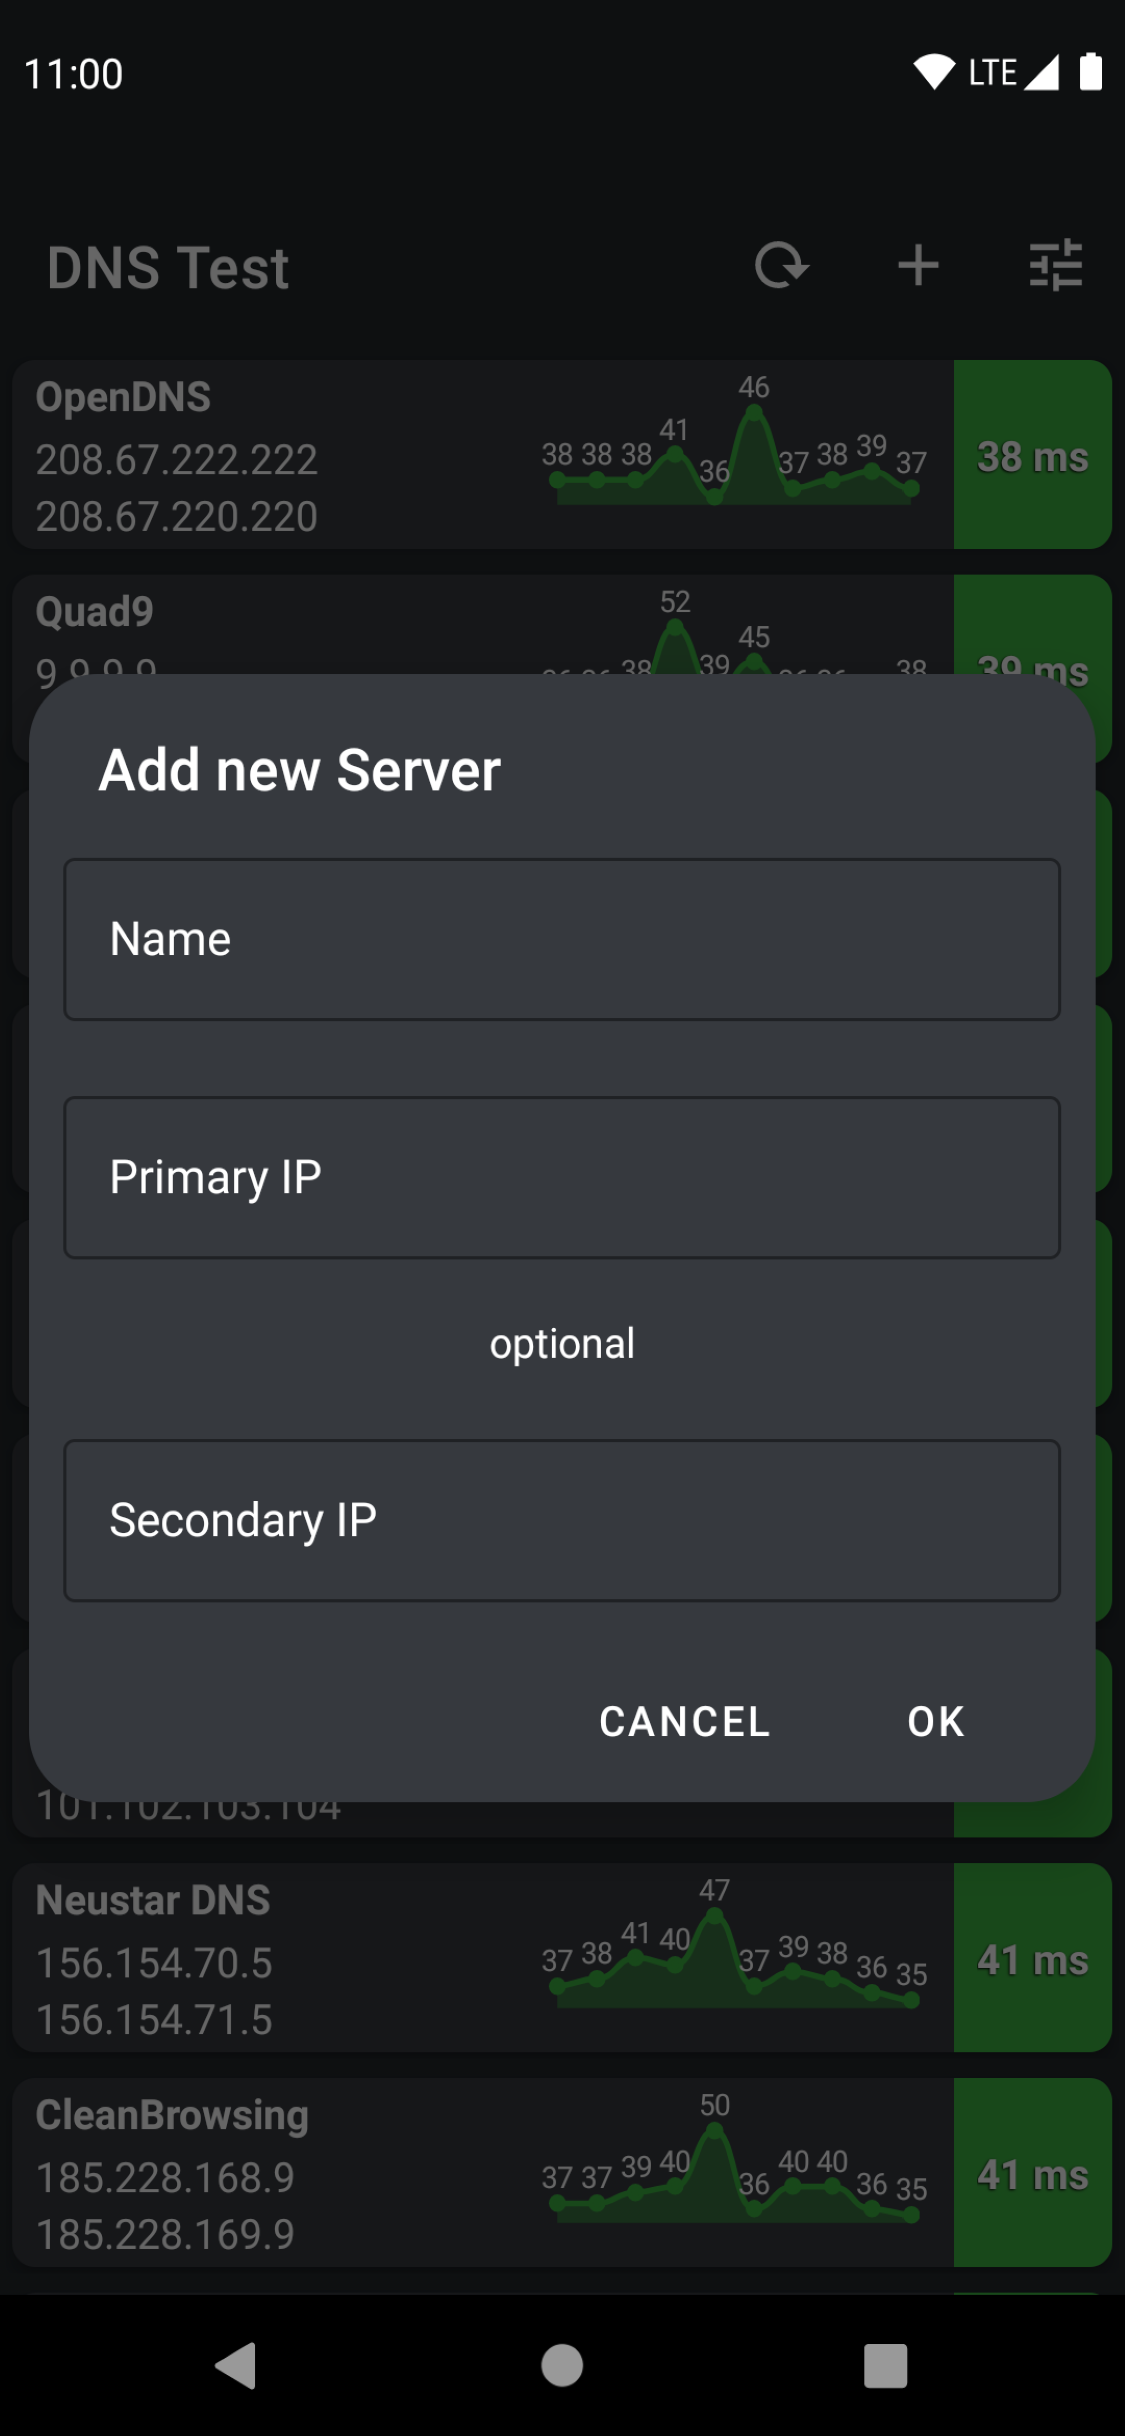 11:00 LTE
DNS Test
OpenDNS
208.67.222.222
208.67.220.220
38 38 38 41 36 46 37 38 39 37
38 ms
Quad9
9.9.9.9
38 52 39 45 38
39 ms
Add new Server
Name
Primary IP
optional
Secondary IP
CANCEL OK
101.102.103.104
Neustar DNS
156.154.70.5
156.154.71.5
37 38 41 40 47 37 39 38 36 35
41 ms
CleanBrowsing
185.228.168.9
185.228.169.9
37 37 39 40 50 36 40 40 36 35
41 ms